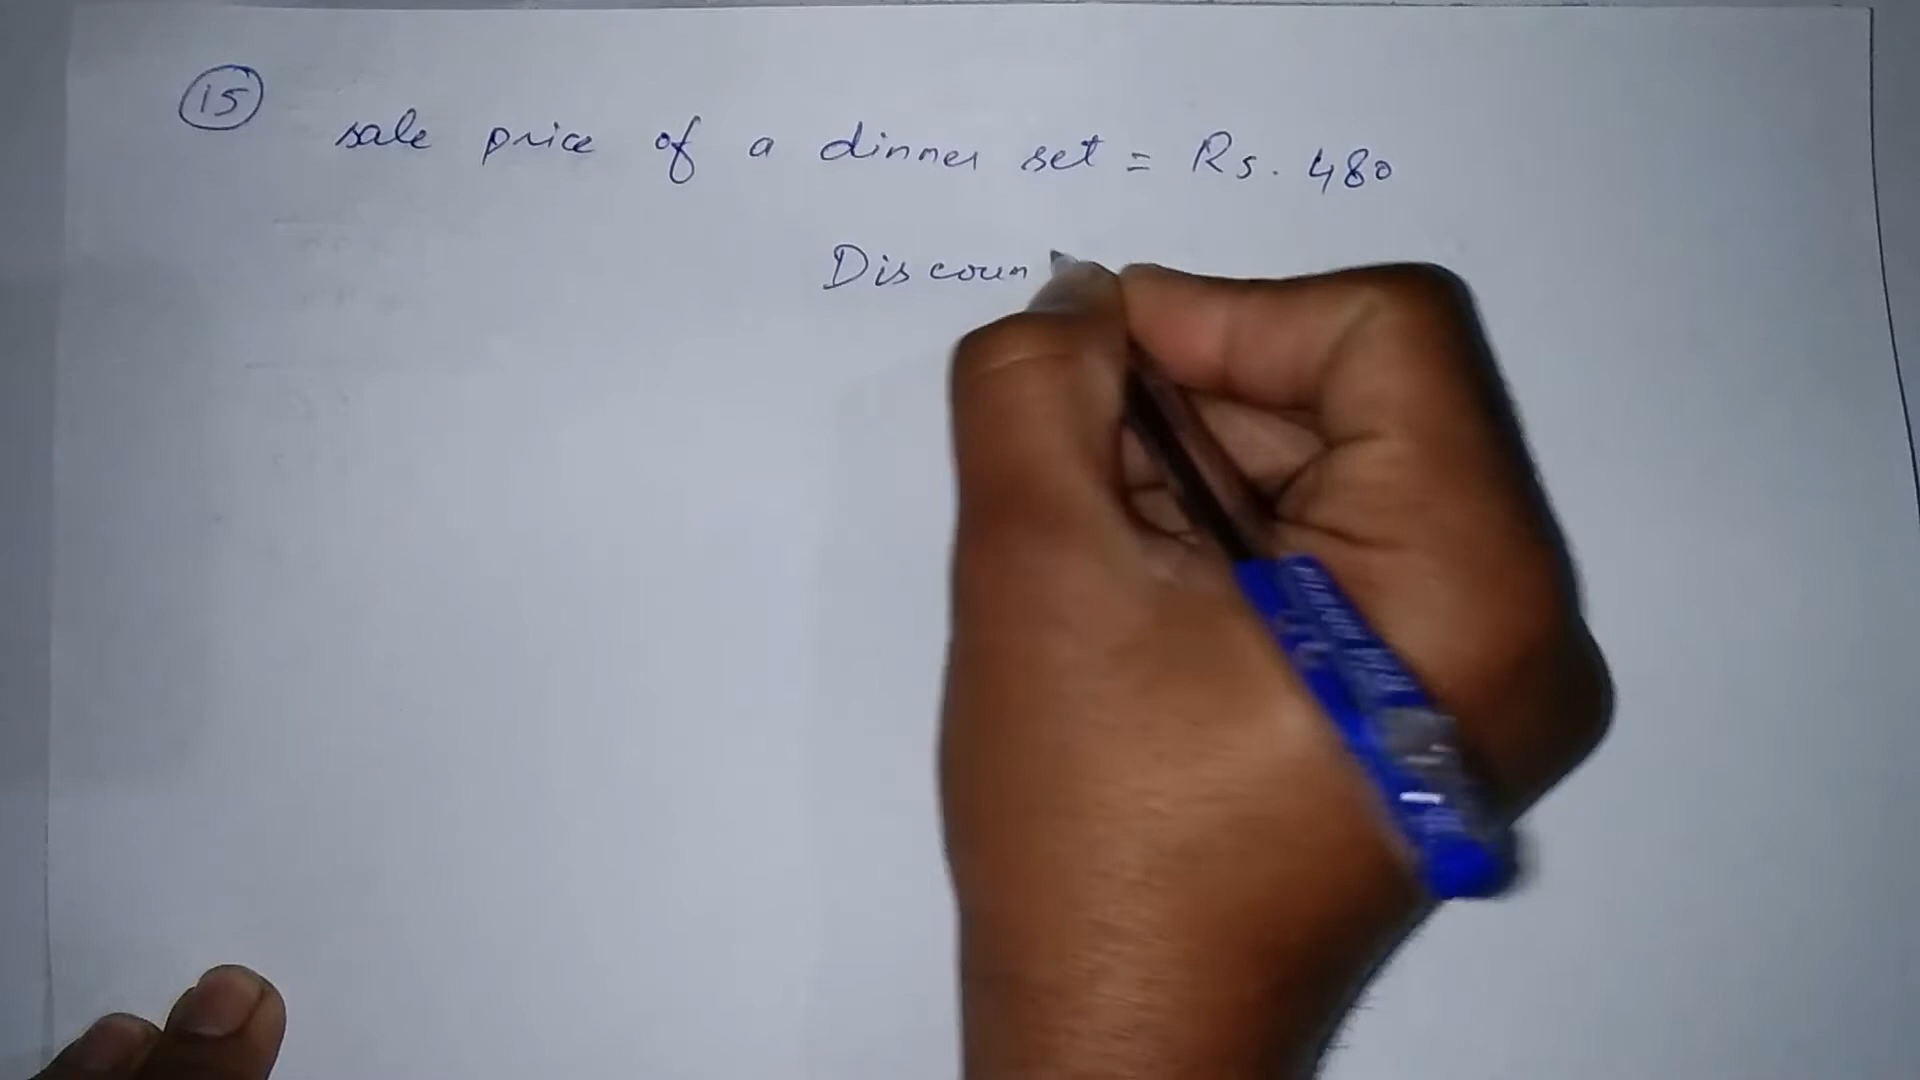 15
sale price of a dinner set = Rs. 480
Discoun